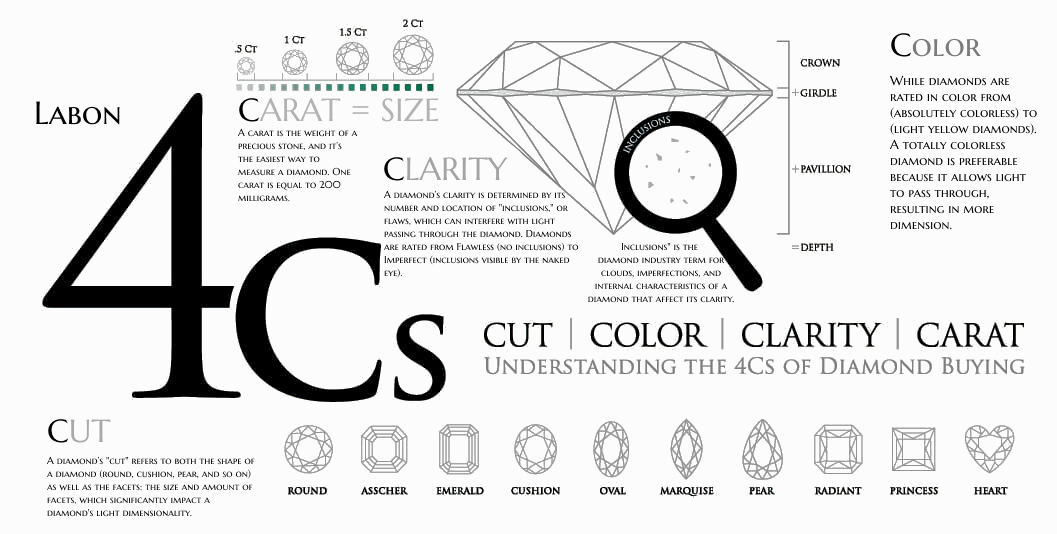 .5 Ct
1 Ct
1.5 Ct
2 Ct
Labon
4Cs
Carat = Size
A carat is the weight of a
precious stone, and it's
the easiest way to
measure a diamond. One
carat is equal to 200
milligrams.
Clarity
A diamond's clarity is determined by its
number and location of "inclusions," or
flaws, which can interfere with light
passing through the diamond. Diamonds
are rated from Flawless (no inclusions) to
Imperfect (inclusions visible by the naked
eye).
Inclusions
Inclusions" is the
diamond industry term for
clouds, imperfections, and
internal characteristics of a
diamond that affect its clarity.
Crown
+Girdle
+Pavillion
=Depth
Color
While diamonds are
rated in color from
(absolutely colorless) to
(light yellow diamonds).
A totally colorless
diamond is preferable
because it allows light
to pass through,
resulting in more
dimension.
Cut | Color | Clarity | Carat
Understanding the 4Cs of Diamond Buying
Cut
A diamond's "cut" refers to both the shape of
a diamond (round, cushion, pear, and so on)
as well as the facets: the size and amount of
facets, which significantly impact a
diamond's light dimensionality.
Round
Asscher
Emerald
Cushion
Oval
Marquise
Pear
Radiant
Princess
Heart